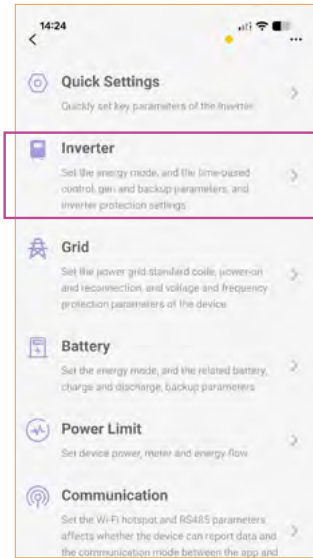 14:24
Quick Settings
Quickly set key parameters of the Inverter.
Inverter
Set the energy mode, and the time-based
control, gen and backup parameters, and
inverter protection settings.
Grid
Set the power grid standard code, power-on
and reconnection, and voltage and frequency
protection parameters of the device.
Battery
Set the energy mode, and the related battery,
charge and discharge, backup parameters
Power Limit
Set device power, meter and energy flow.
Communication
Set the Wi-Fi hotspot and RS485 parameters
affects whether the device can report data and
the communication mode between the app and